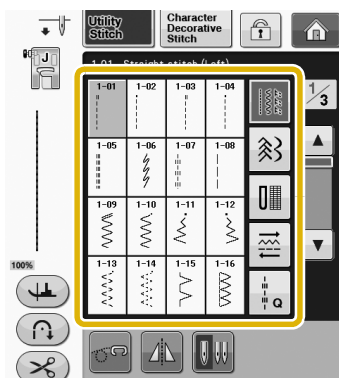 Utility
Stitch
Character
Decorative
Stitch
J
1-01 Straight stitch (Left)
1-01 1-02 1-03 1-04
1/3
1-05 1-06 1-07 1-08
1-09 1-10 1-11 1-12
100%
1-13 1-14 1-15 1-16
Q